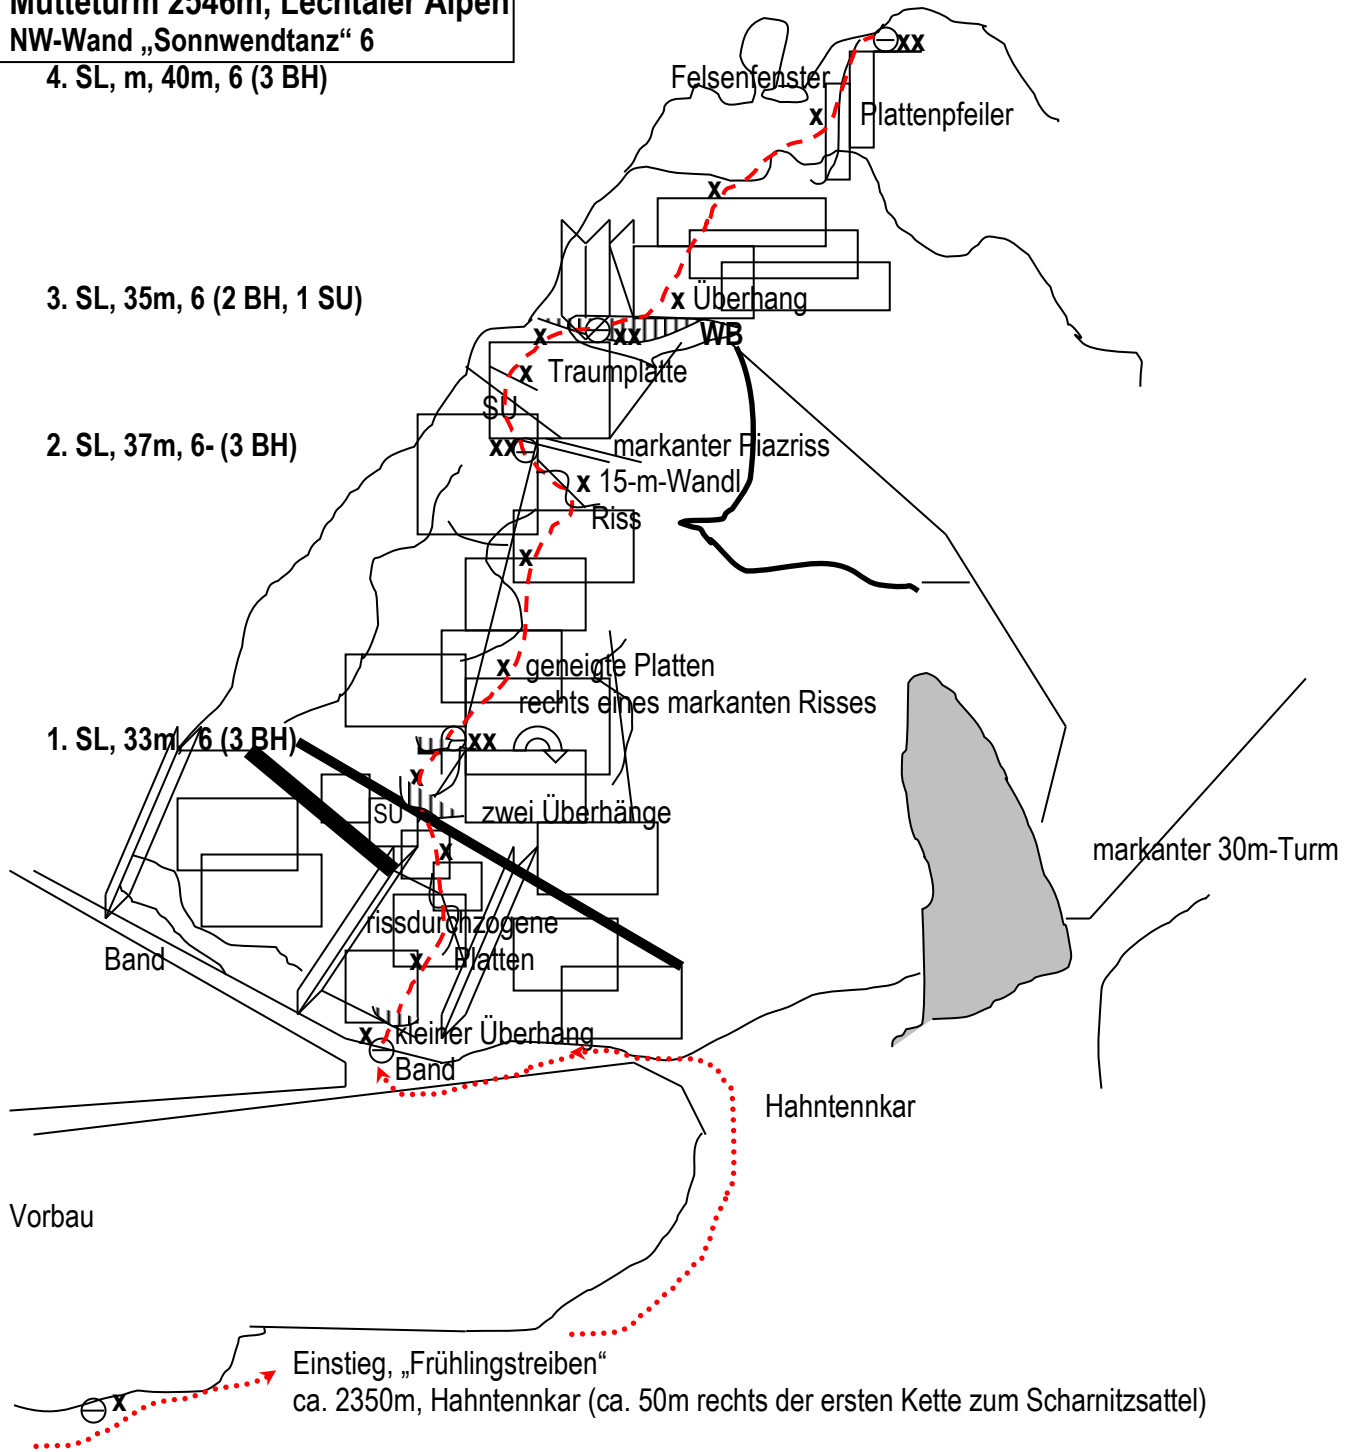 Mutteturm 2546m, Lechtaler Alpen
NW-Wand „Sonnwendtanz“ 6
4. SL, m, 40m, 6 (3 BH)
xx
Felsenfenster
x
Plattenpfeiler
x
3. SL, 35m, 6 (2 BH, 1 SU)
x Überhang
x
xx
WB
x Traumplatte
SU
2. SL, 37m, 6- (3 BH)
xx
markanter Piazriss
x 15-m-Wandl
Riss
x
x geneigte Platten
rechts eines markanten Risses
1. SL, 33m, 6 (3 BH)
xx
x
SU
zwei Überhänge
x
markanter 30m-Turm
rissdurchzogene
Band
x Platten
x kleiner Überhang
Band
Hahntennkar
Vorbau
Einstieg, „Frühlingstreiben“
x
ca. 2350m, Hahntennkar (ca. 50m rechts der ersten Kette zum Scharnitzsattel)